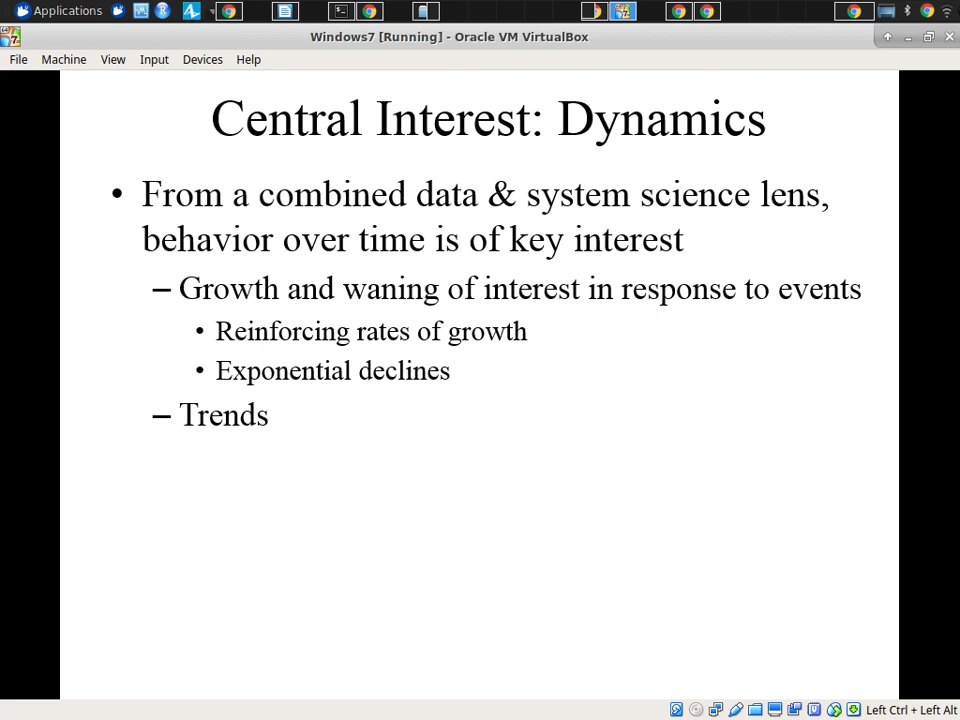 Applications
Windows7 [Running] - Oracle VM VirtualBox
File Machine View Input Devices Help
Central Interest: Dynamics
• From a combined data & system science lens,
behavior over time is of key interest
– Growth and waning of interest in response to events
• Reinforcing rates of growth
• Exponential declines
– Trends
Left Ctrl + Left Alt